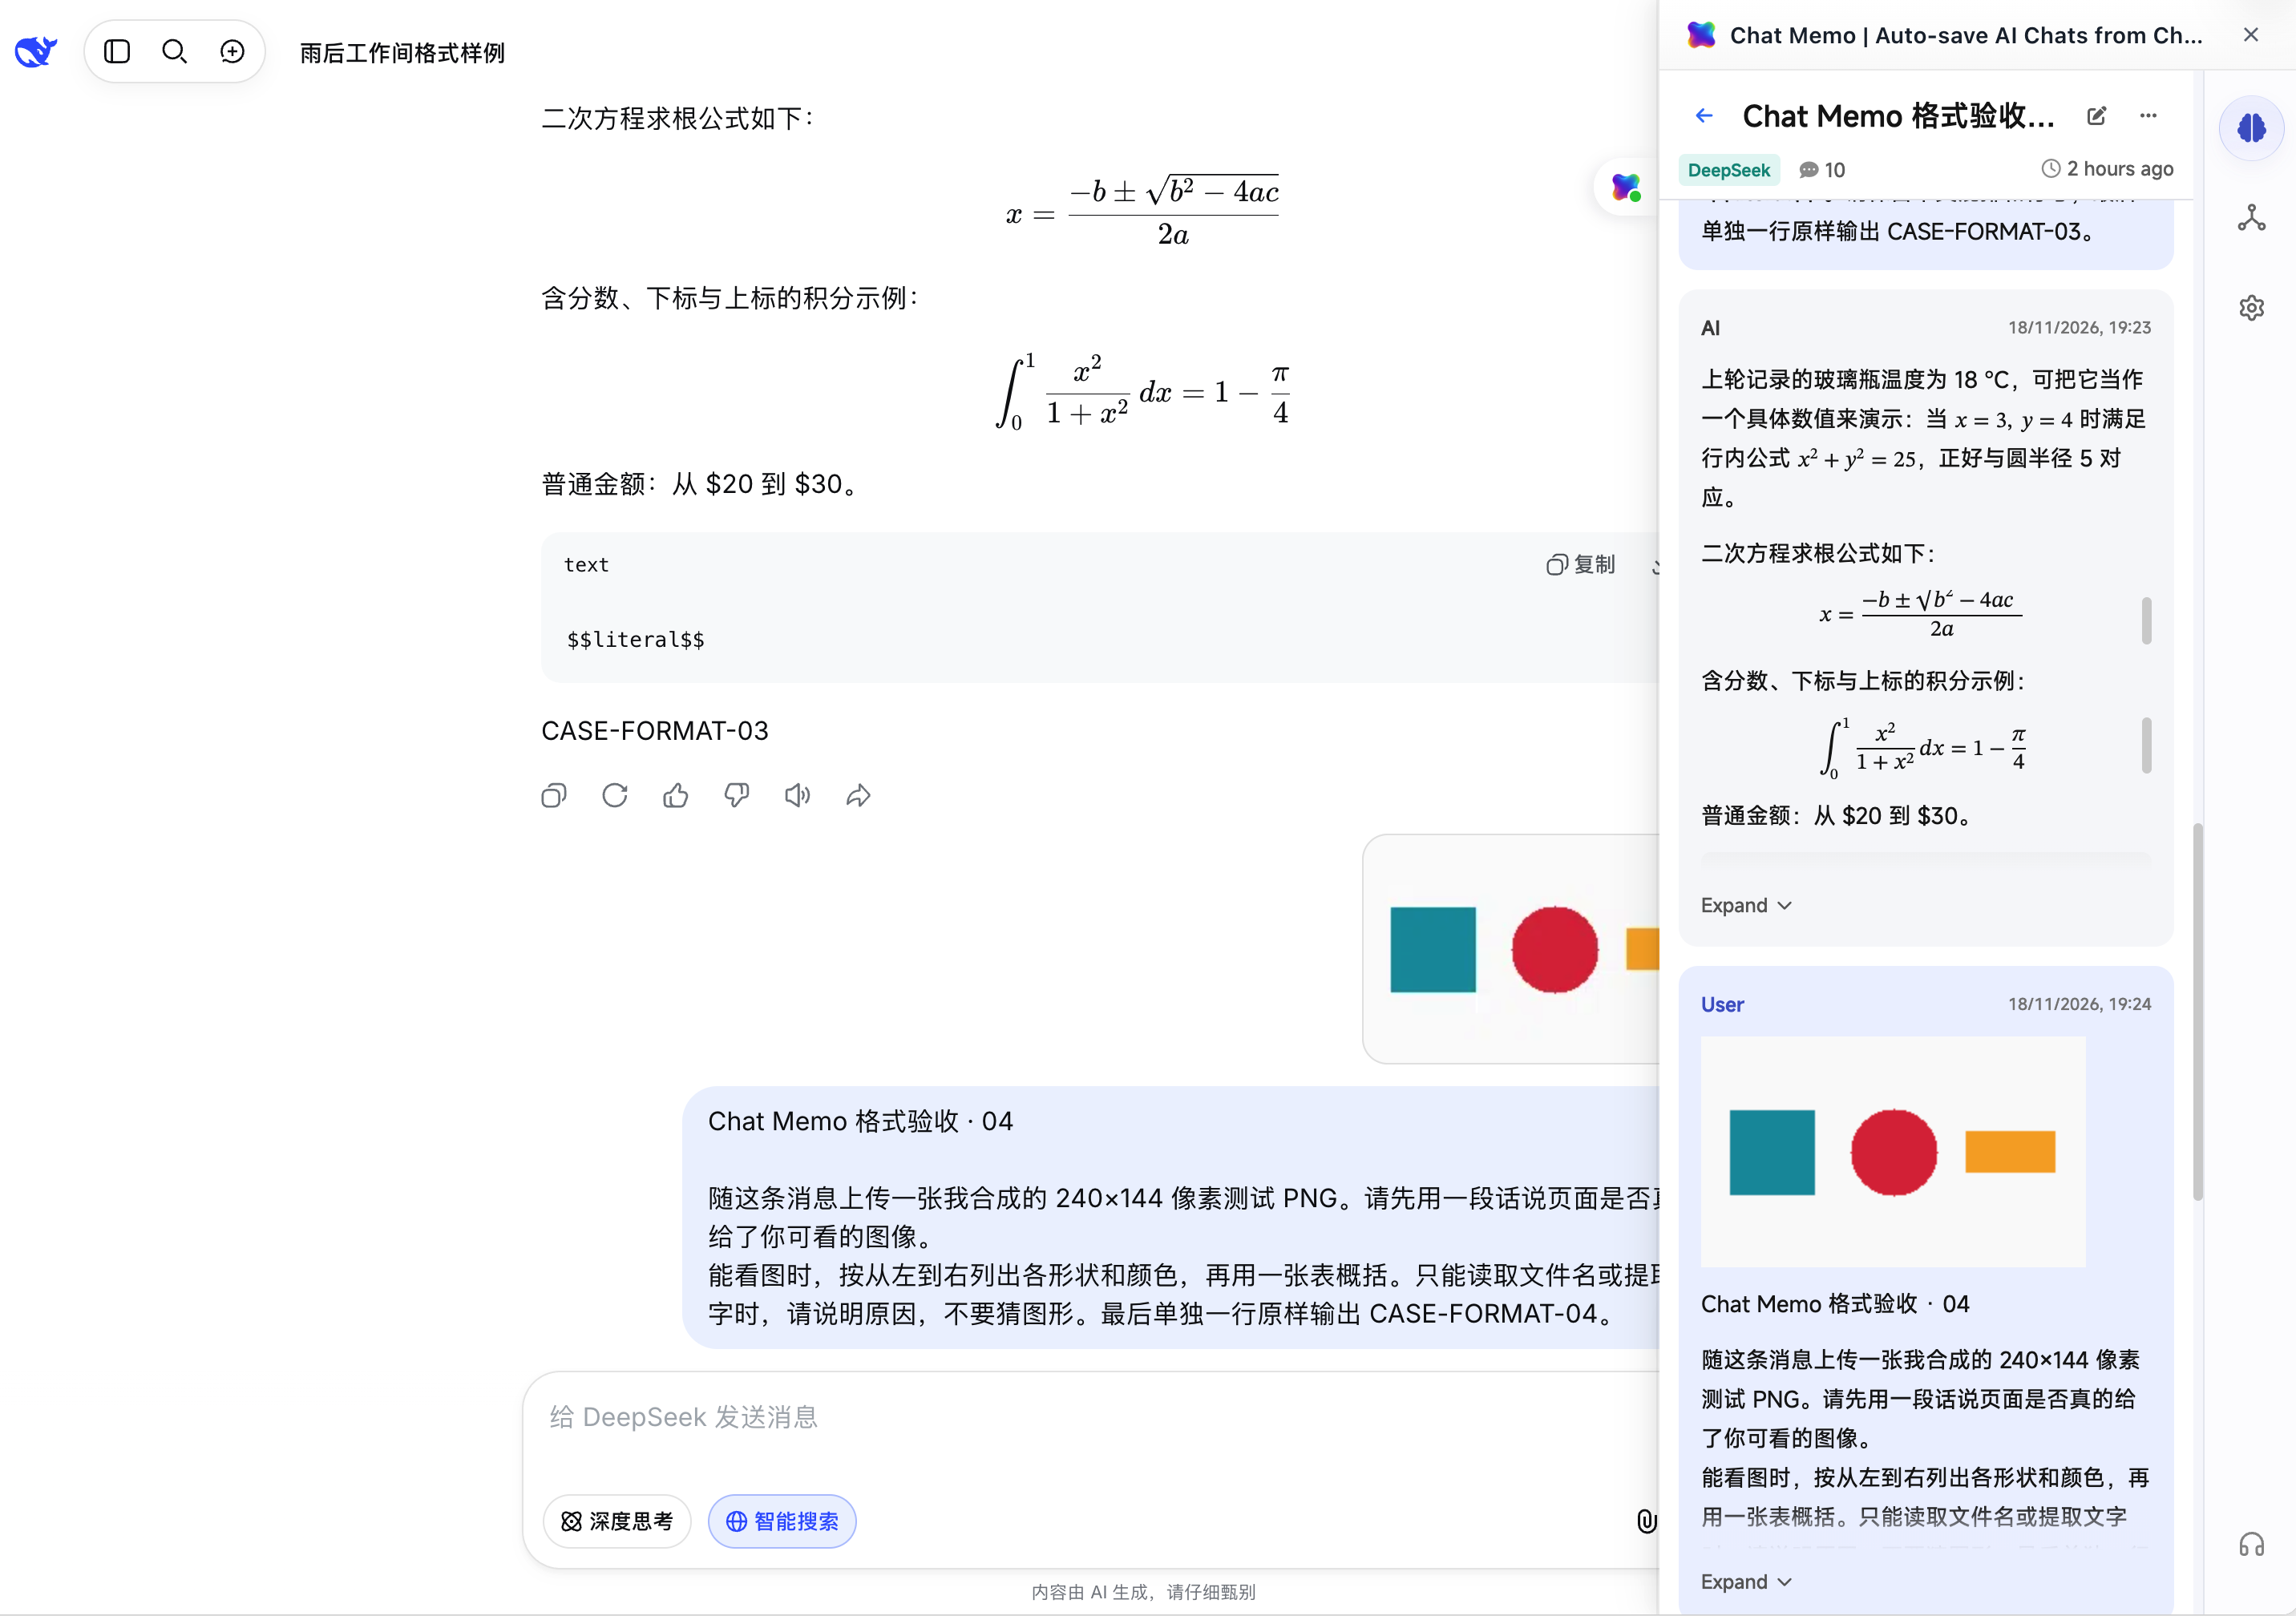 雨后工作间格式样例
二次方程求根公式如下：
x = \frac{-b ± \sqrt{b² − 4ac}}{2a}
含分数、下标与上标的积分示例：
\int_0^1 \frac{x²}{1 + x²} dx = 1 − \frac{π}{4}
普通金额：从 $20 到 $30。
text
复制
$$literal$$
CASE-FORMAT-03
Chat Memo 格式验收 · 04
随这条消息上传一张我合成的 240×144 像素测试 PNG。请先用一段话说页面是否
给了你可看的图像。
能看图时，按从左到右列出各形状和颜色，再用一张表概括。只能读取文件名或提
字时，请说明原因，不要猜图形。最后单独一行原样输出 CASE-FORMAT-04。
给 DeepSeek 发送消息
深度思考
智能搜索
内容由 AI 生成，请仔细甄别
Chat Memo | Auto-save AI Chats from Ch...
Chat Memo 格式验收...
DeepSeek
10
2 hours ago
单独一行原样输出 CASE-FORMAT-03。
AI
18/11/2026, 19:23
上轮记录的玻璃瓶温度为 18 °C，可把它当作
一个具体数值来演示：当 x = 3, y = 4 时满足
行内公式 x² + y² = 25，正好与圆半径 5 对
应。
二次方程求根公式如下：
x = \frac{-b ± √b² − 4ac}{2a}
含分数、下标与上标的积分示例：
\int_0^1 \frac{x²}{1 + x²} dx = 1 − \frac{π}{4}
普通金额：从 $20 到 $30。
Expand
User
18/11/2026, 19:24
Chat Memo 格式验收 · 04
随这条消息上传一张我合成的 240×144 像素
测试 PNG。请先用一段话说页面是否真的给
了你可看的图像。
能看图时，按从左到右列出各形状和颜色，再
用一张表概括。只能读取文件名或提取文字
Expand